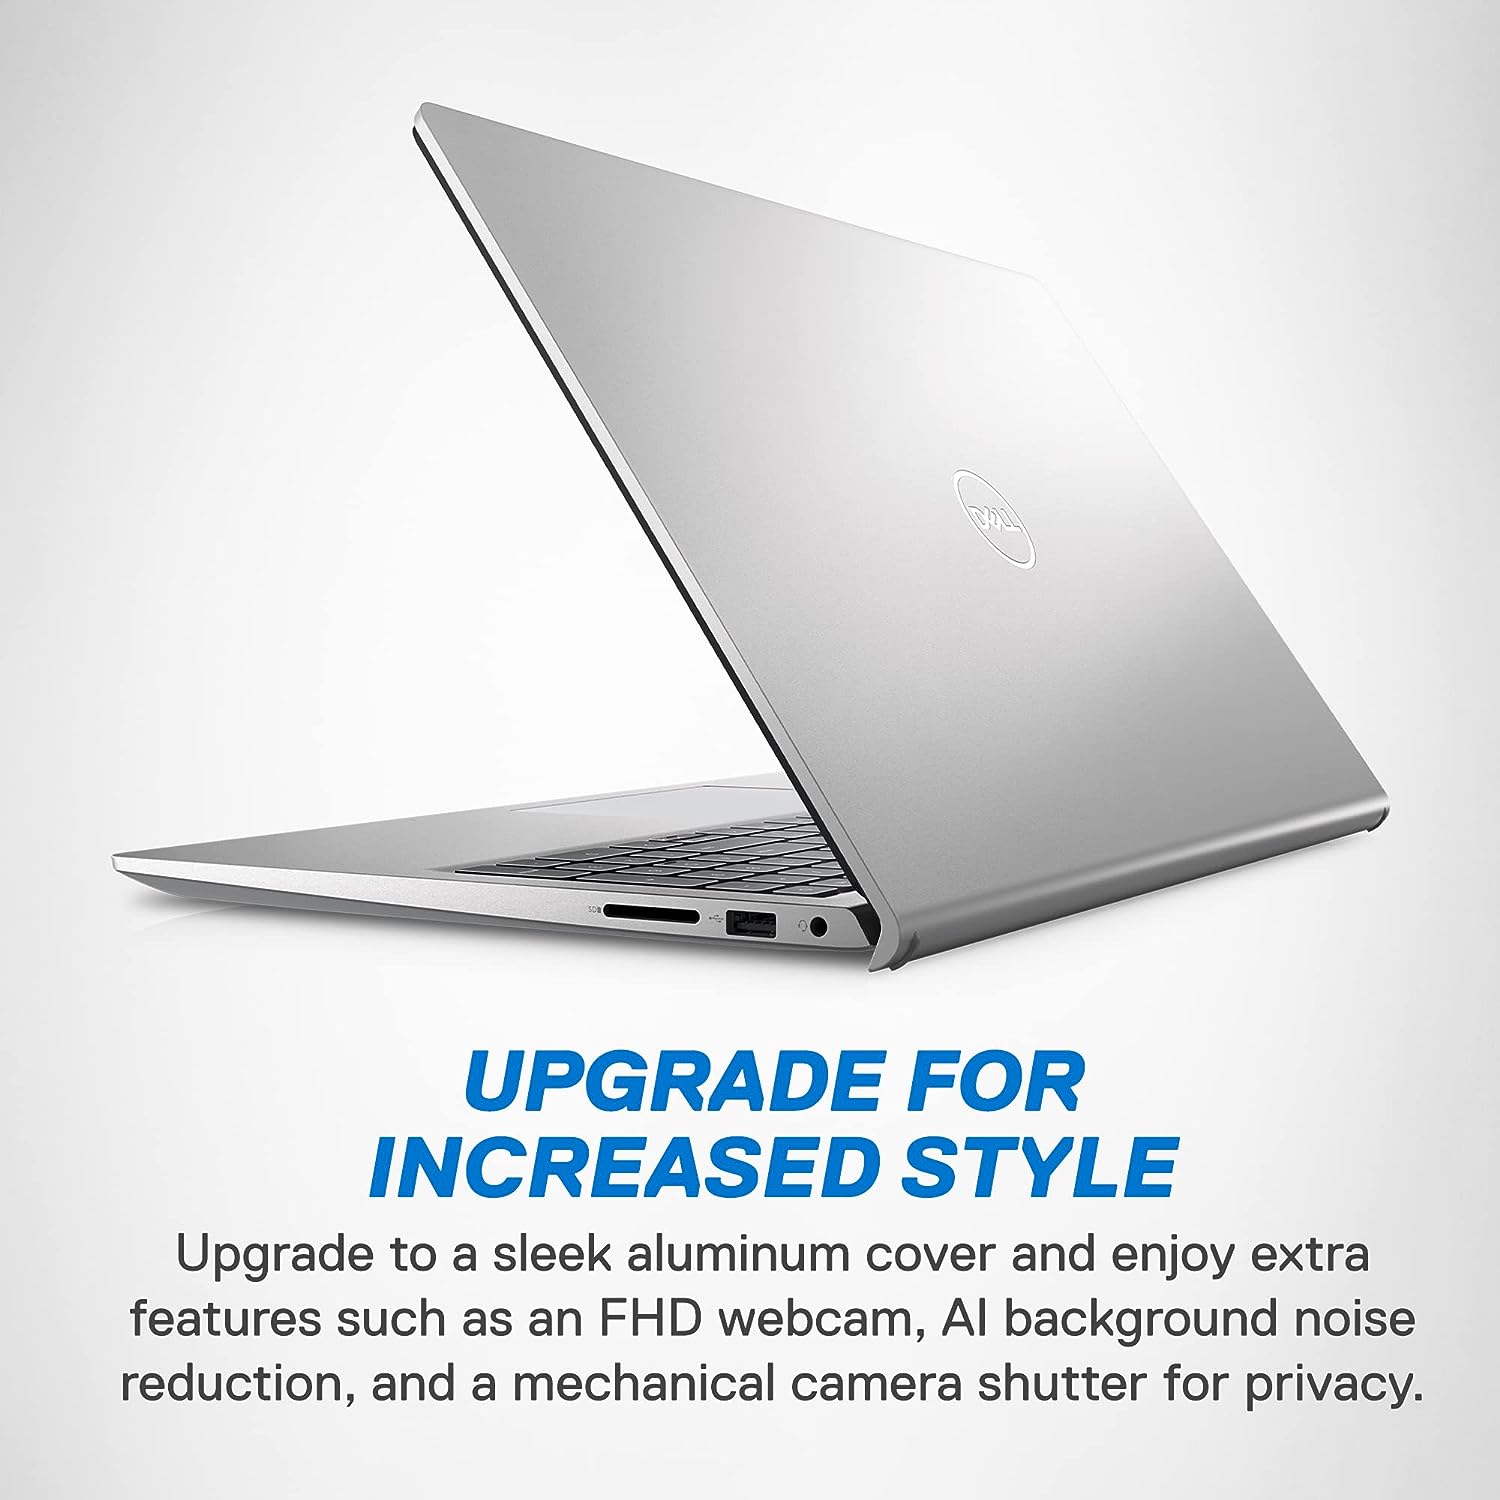 DELL
SD
UPGRADE FOR
INCREASED STYLE
Upgrade to a sleek aluminum cover and enjoy extra
features such as an FHD webcam, AI background noise
reduction, and a mechanical camera shutter for privacy.